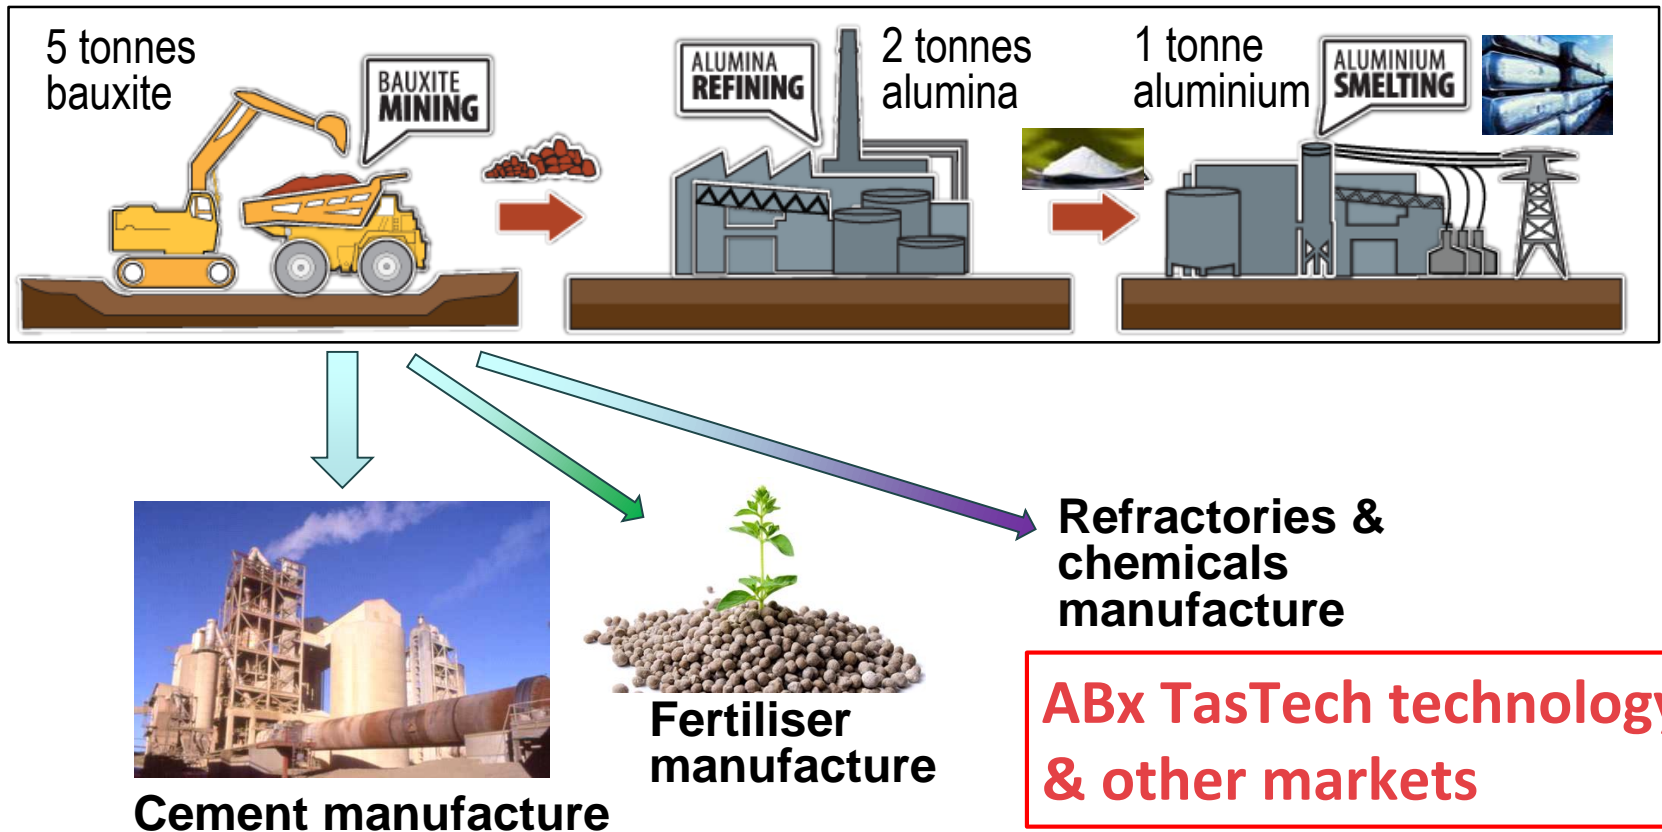 5 tonnes
bauxite
BAUXITE
MINING
ALUMINA
REFINING
2 tonnes
alumina
1 tonne
aluminium
ALUMINIUM
SMELTING
Cement manufacture
Fertiliser
manufacture
Refractories &
chemicals
manufacture
ABx TasTech technology
& other markets